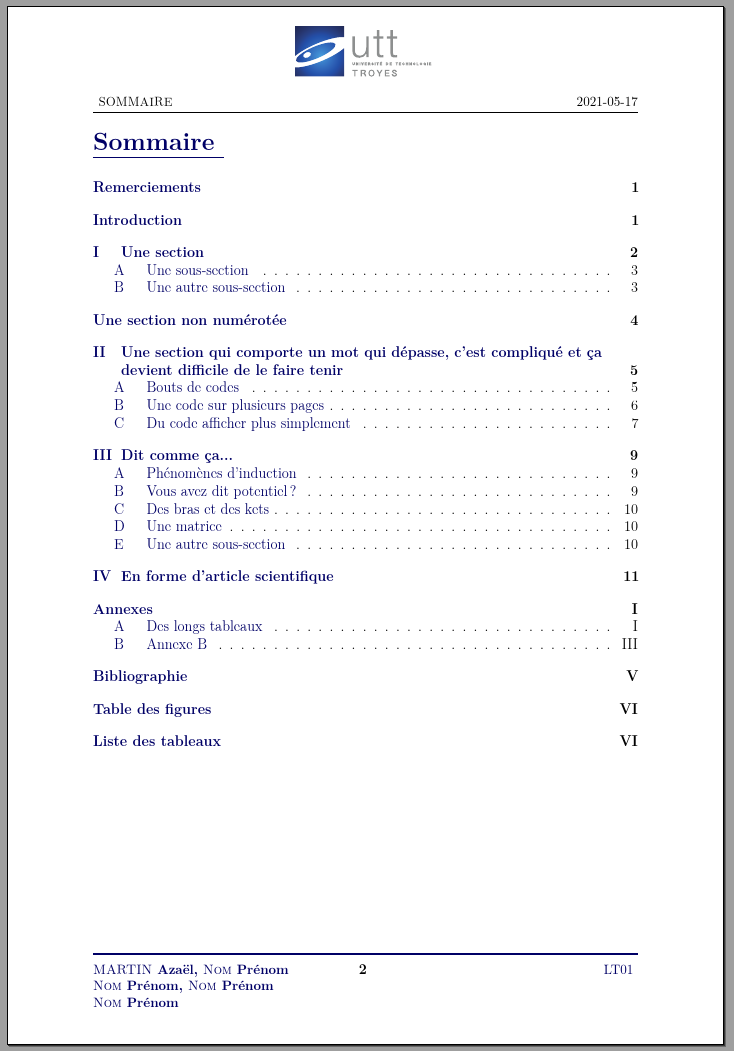 utt
UNIVERSITÉ DE TECHNOLOGIE
TROYES
SOMMAIRE 2021-05-17
Sommaire
Remerciements 1
Introduction 1
I Une section 2
A Une sous-section . . . . . . . . . . . . . . . . . . . . . . . . . . . . . . . . 3
B Une autre sous-section . . . . . . . . . . . . . . . . . . . . . . . . . . . . . 3
Une section non numérotée 4
II Une section qui comporte un mot qui dépasse, c'est compliqué et ça
devient difficile de le faire tenir 5
A Bouts de codes . . . . . . . . . . . . . . . . . . . . . . . . . . . . . . . . . 5
B Une code sur plusieurs pages . . . . . . . . . . . . . . . . . . . . . . . . . . 6
C Du code afficher plus simplement . . . . . . . . . . . . . . . . . . . . . . . 7
III Dit comme ça... 9
A Phénomènes d'induction . . . . . . . . . . . . . . . . . . . . . . . . . . . . 9
B Vous avez dit potentiel ? . . . . . . . . . . . . . . . . . . . . . . . . . . . . 9
C Des bras et des kets . . . . . . . . . . . . . . . . . . . . . . . . . . . . . . . 10
D Une matrice . . . . . . . . . . . . . . . . . . . . . . . . . . . . . . . . . . . 10
E Une autre sous-section . . . . . . . . . . . . . . . . . . . . . . . . . . . . . 10
IV En forme d'article scientifique 11
Annexes I
A Des longs tableaux . . . . . . . . . . . . . . . . . . . . . . . . . . . . . . . I
B Annexe B . . . . . . . . . . . . . . . . . . . . . . . . . . . . . . . . . . . . III
Bibliographie V
Table des figures VI
Liste des tableaux VI
MARTIN Azaël, Nom Prénom 2 LT01
Nom Prénom, Nom Prénom
Nom Prénom